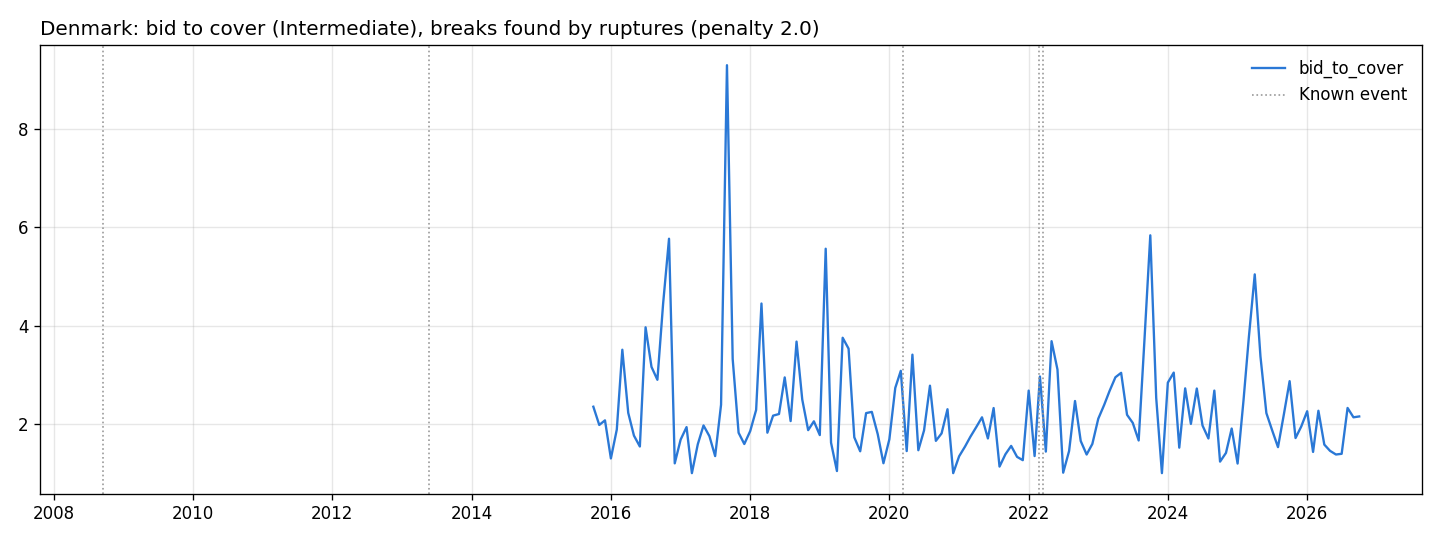 Denmark: bid to cover (Intermediate), breaks found by ruptures (penalty 2.0)
bid_to_cover
Known event
8
6
4
2
2008 2010 2012 2014 2016 2018 2020 2022 2024 2026